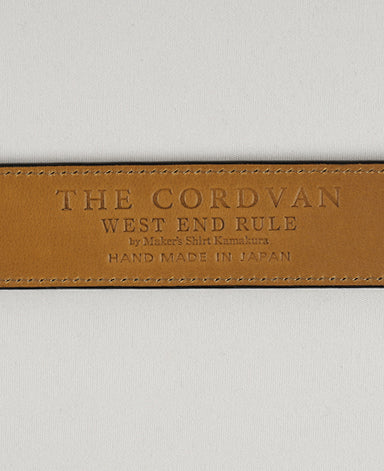 THE CORDVAN
WEST END RULE
by Maker's Shirt Kamakura
HAND MADE IN JAPAN